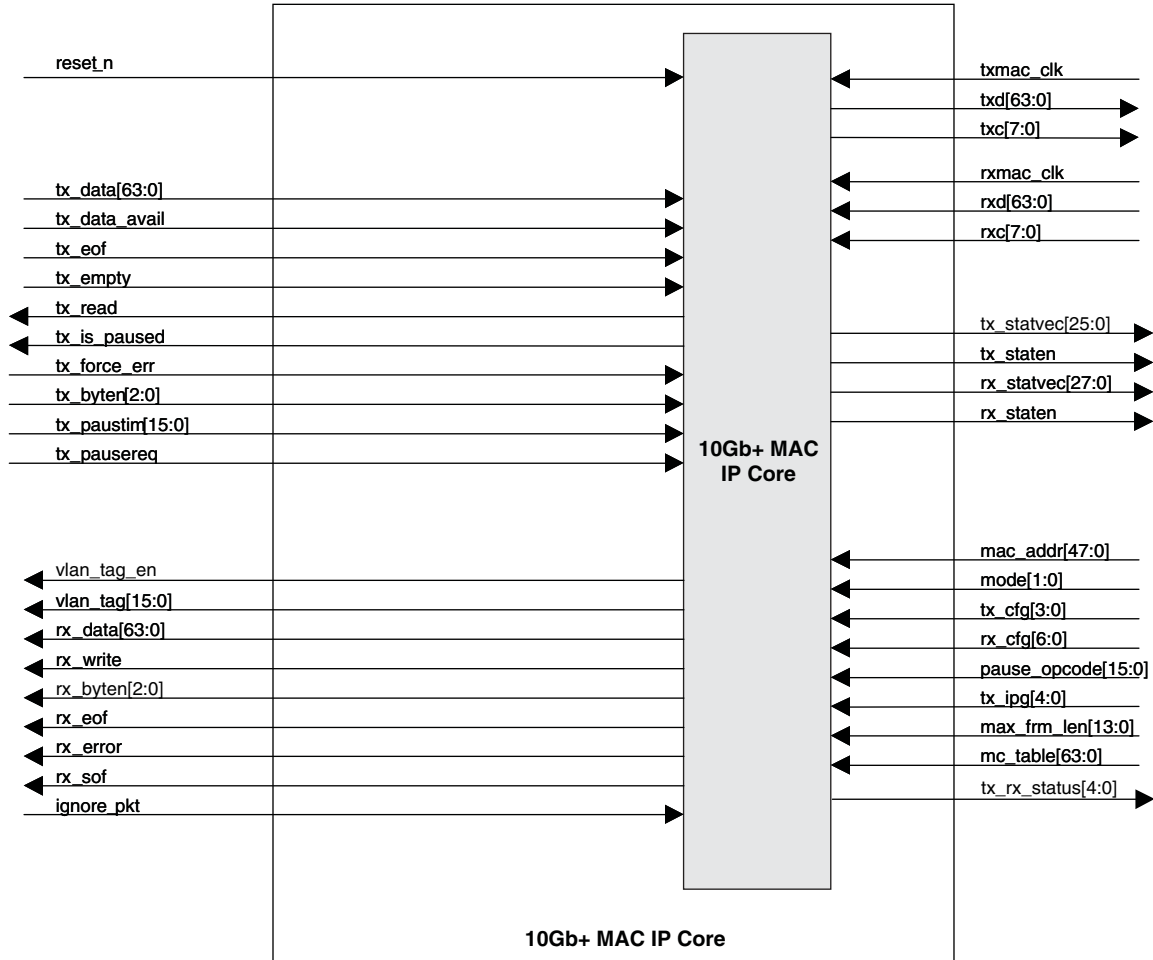 reset_n
tx_data[63:0]
tx_data_avail
tx_eof
tx_empty
tx_read
tx_is_paused
tx_force_err
tx_byten[2:0]
tx_paustim[15:0]
tx_pausereq
vlan_tag_en
vlan_tag[15:0]
rx_data[63:0]
rx_write
rx_byten[2:0]
rx_eof
rx_error
rx_sof
ignore_pkt
10Gb+ MAC
IP Core
txmac_clk
txd[63:0]
txc[7:0]
rxmac_clk
rxd[63:0]
rxc[7:0]
tx_statvec[25:0]
tx_staten
rx_statvec[27:0]
rx_staten
mac_addr[47:0]
mode[1:0]
tx_cfg[3:0]
rx_cfg[6:0]
pause_opcode[15:0]
tx_ipg[4:0]
max_frm_len[13:0]
mc_table[63:0]
tx_rx_status[4:0]
10Gb+ MAC IP Core